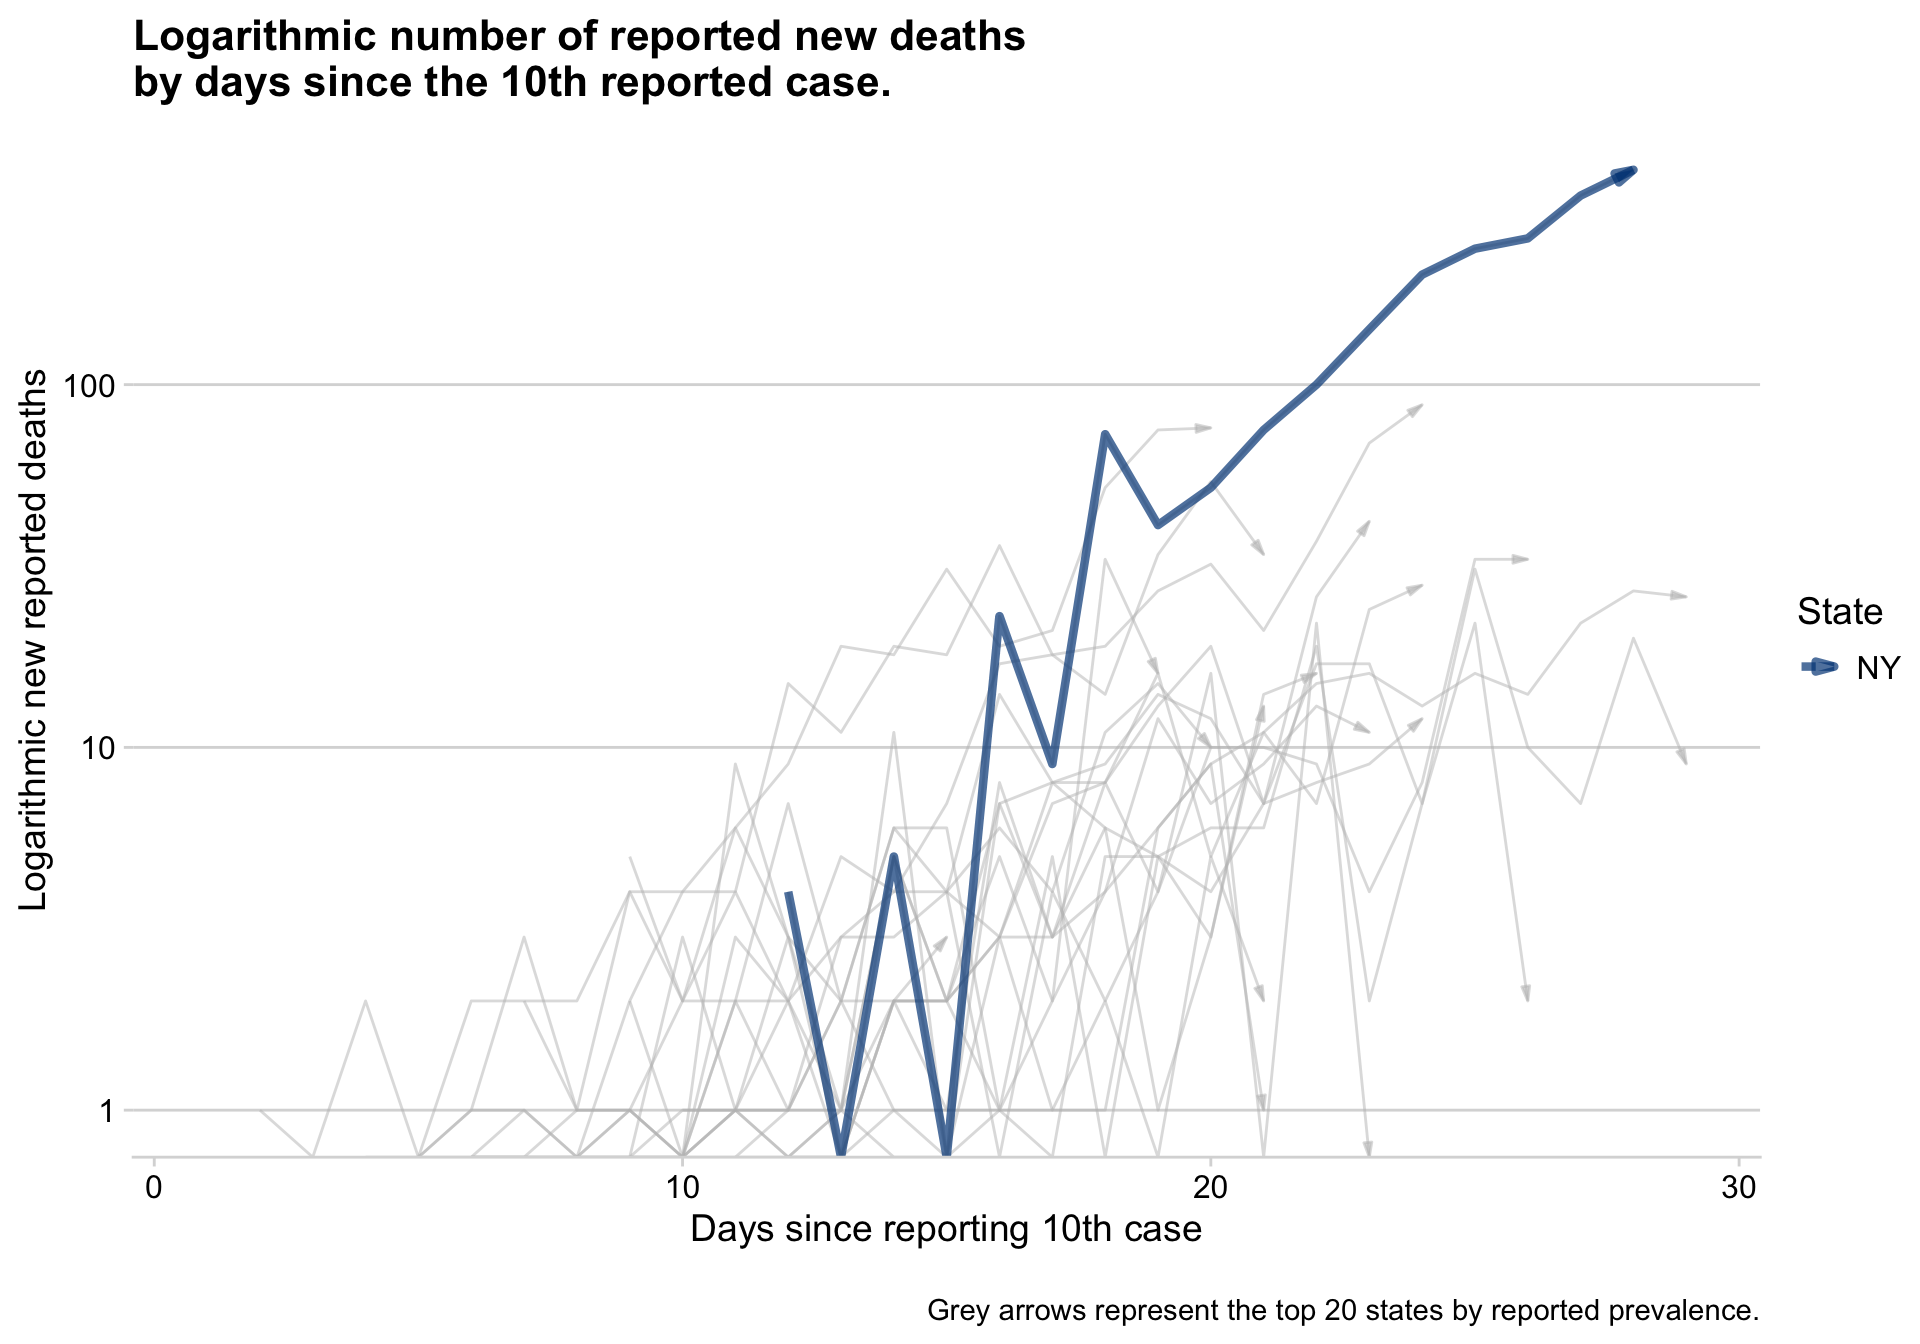 Logarithmic number of reported new deaths
by days since the 10th reported case.
Logarithmic new reported deaths
100
10
1
0
10
20
30
Days since reporting 10th case
State
NY
Grey arrows represent the top 20 states by reported prevalence.